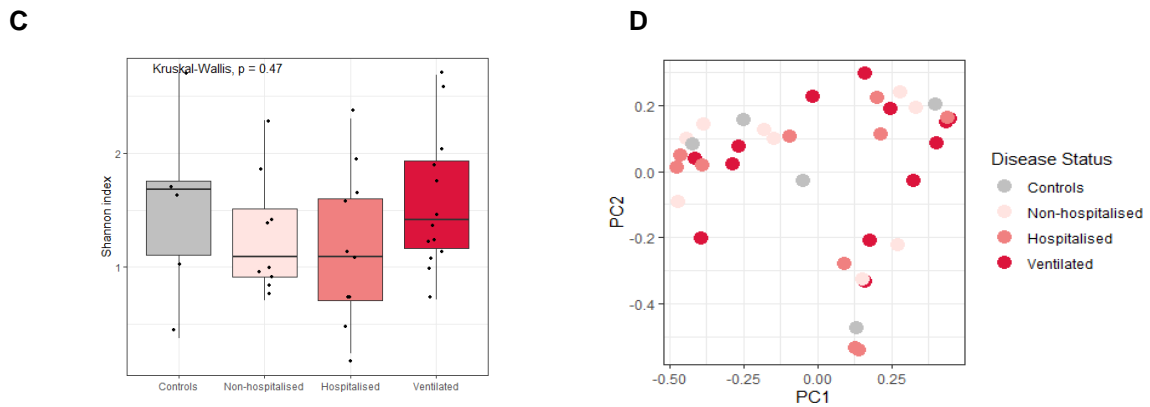 C
Kruskal-Wallis, p = 0.47
Shannon index
2
1
Controls Non-hospitalised Hospitalised Ventilated
D
PC2
0.2
0.0
-0.2
-0.4
-0.50 -0.25 0.00 0.25
PC1
Disease Status
Controls
Non-hospitalised
Hospitalised
Ventilated